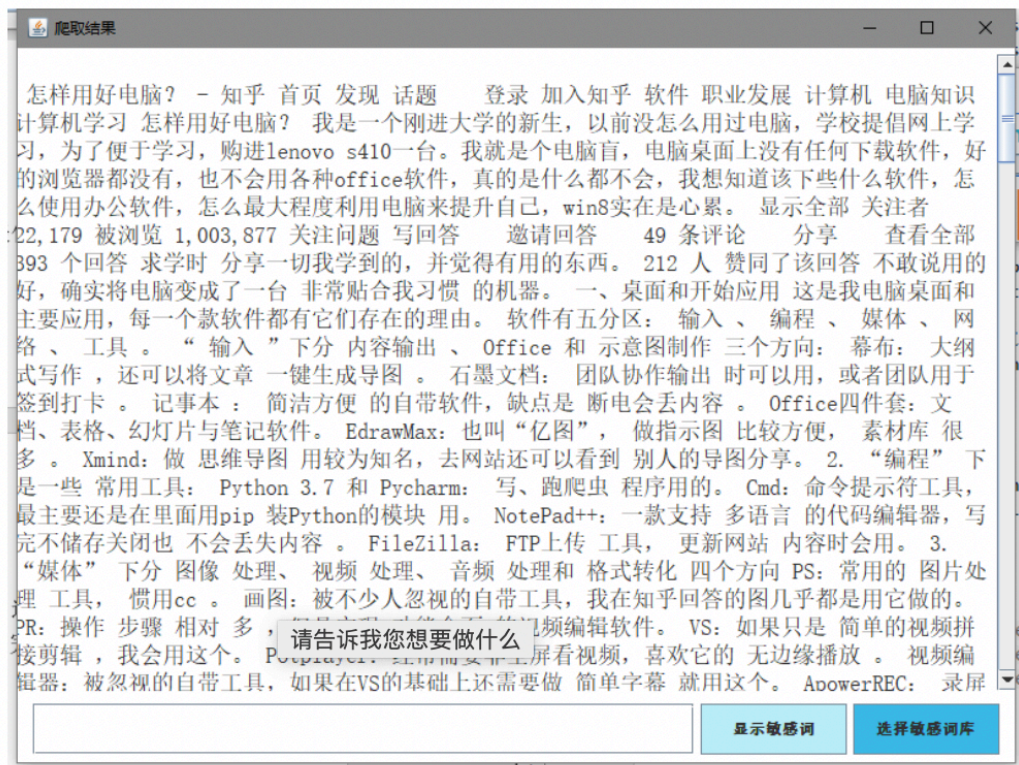 爬取结果
怎样用好电脑？ - 知乎 首页 发现 话题 登录 加入知乎 软件 职业发展 计算机 电脑知识
计算机学习 怎样用好电脑？ 我是一个刚进大学的新生，以前没怎么用过电脑，学校提倡网上学
习，为了便于学习，购进lenovo s410一台。我就是个电脑盲，电脑桌面上没有任何下载软件，好
的浏览器都没有，也不会用各种office软件，真的是什么都不会，我想知道该下些什么软件，怎
么使用办公软件，怎么最大程度利用电脑来提升自己，win8实在是心累。 显示全部 关注者
22,179 被浏览 1,003,877 关注问题 写回答 邀请回答 49 条评论 分享 查看全部
393 个回答 求学时 分享一切我学到的，并觉得有用的东西。 212 人 赞同了该回答 不敢说用的
好，确实将电脑变成了一台 非常贴合我习惯 的机器。 一、桌面和开始应用 这是我电脑桌面和
主要应用，每一个款软件都有它们存在的理由。 软件有五分区： 输入 、 编程 、 媒体 、 网
络 、 工具 。 “ 输入 ”下分 内容输出 、 Office 和 示意图制作 三个方向： 幕布： 大纲
式写作 ，还可以将文章 一键生成导图 。 石墨文档： 团队协作输出 时可以用，或者团队用于
签到打卡 。 记事本 ： 简洁方便 的自带软件，缺点是 断电会丢内容 。 Office四件套：文
档、表格、幻灯片与笔记软件。 EdrawMax：也叫“亿图”， 做指示图 比较方便， 素材库 很
多 。 Xmind：做 思维导图 用较为知名，去网站还可以看到 别人的导图分享。 2. “编程” 下
是一些 常用工具： Python 3.7 和 Pycharm： 写、跑爬虫 程序用的。 Cmd：命令提示符工具，
最主要还是在里面用pip 装Python的模块 用。 NotePad++：一款支持 多语言 的代码编辑器，写
完不储存关闭也 不会丢失内容 。 FileZilla： FTP上传 工具， 更新网站 内容时会用。 3.
“媒体” 下分 图像 处理、 视频 处理、 音频 处理和 格式转化 四个方向 PS：常用的 图片处
理 工具， 惯用cc 。 画图：被不少人忽视的自带工具，我在知乎回答的图几乎都是用它做的。
PR：操作 步骤 相对 多 ， 视频编辑软件。 VS：如果只是 简单的视频拼
请告诉我您想要做什么
接剪辑 ，我会用这个。 屏看视频，喜欢它的 无边缘播放 。 视频编
辑器：被忽视的自带工具，如果在VS的基础上还需要做 简单字幕 就用这个。 ApowerREC： 录屏
显示敏感词 选择敏感词库